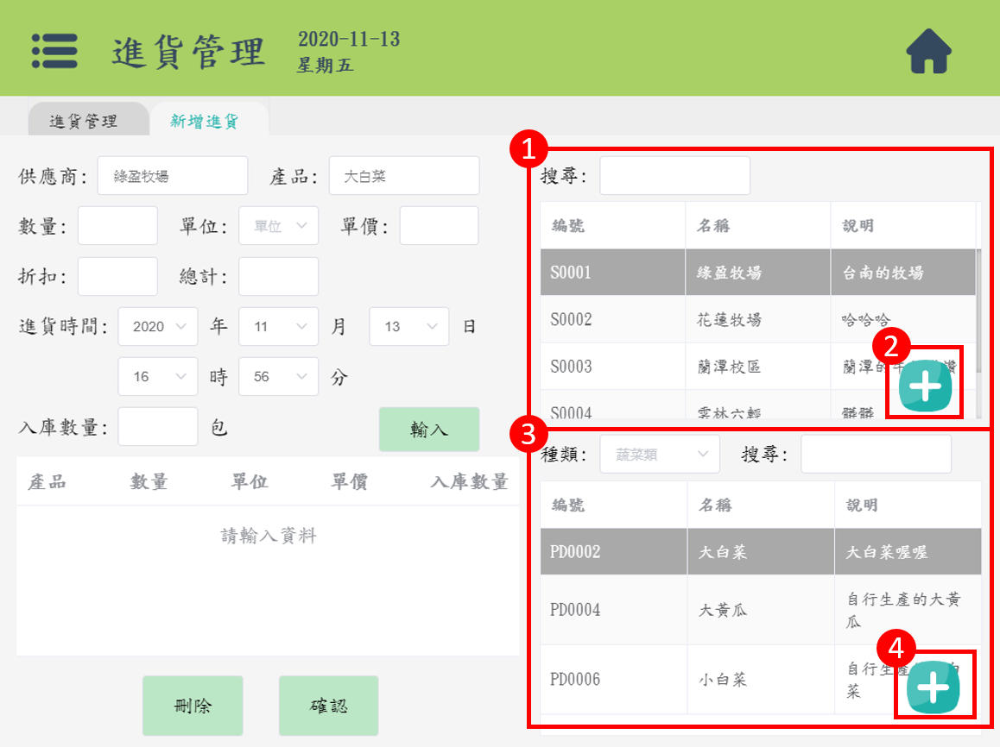 進貨管理
2020-11-13
星期五
進貨管理
新增進貨
供應商: 綠盈牧場 產品: 大白菜
數量: 單位: 單位 單價:
折扣: 總計:
進貨時間: 2020 年 11 月 13 日
16 時 56 分
入庫數量: 包 輸入
產品 數量 單位 單價 入庫數量
請輸入資料
刪除 確認
1
搜尋:
編號 名稱 說明
S0001 綠盈牧場 台南的牧場
S0002 花蓮牧場 哈哈哈
S0003 蘭潭校區 蘭潭的
S0004 雲林六輕 髒髒
2
3
種類: 蔬菜類 搜尋:
編號 名稱 說明
PD0002 大白菜 大白菜喔喔
PD0004 大黃瓜 自行生產的大黃
瓜
PD0006 小白菜 自行生產
菜
4